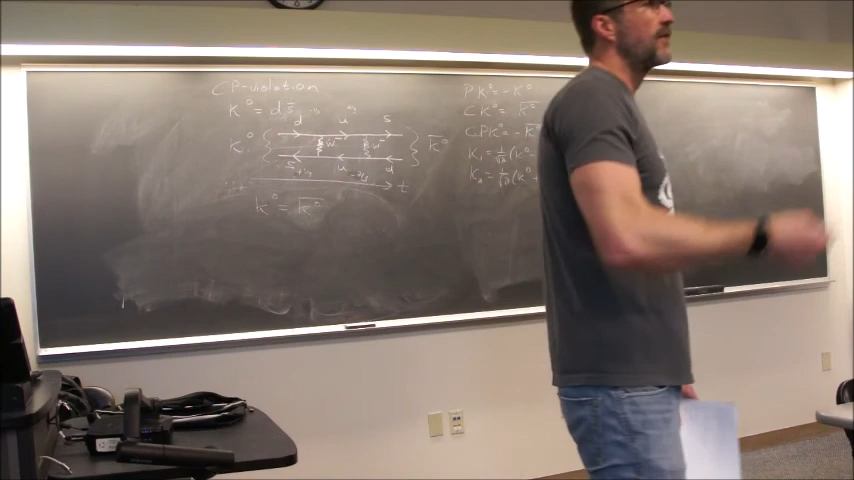 CP-violation
K⁰ = d s̄
d u s
K⁰ { W⁻ W⁻ } K̄⁰
s̄ ū d̄
t
K⁰ = K̄⁰
P K⁰ = - K⁰
C K⁰ = K̄⁰
C.P K⁰ = - K̄⁰
K₁ = 1/√2 (K⁰
K₂ = 1/√2 (K⁰ +